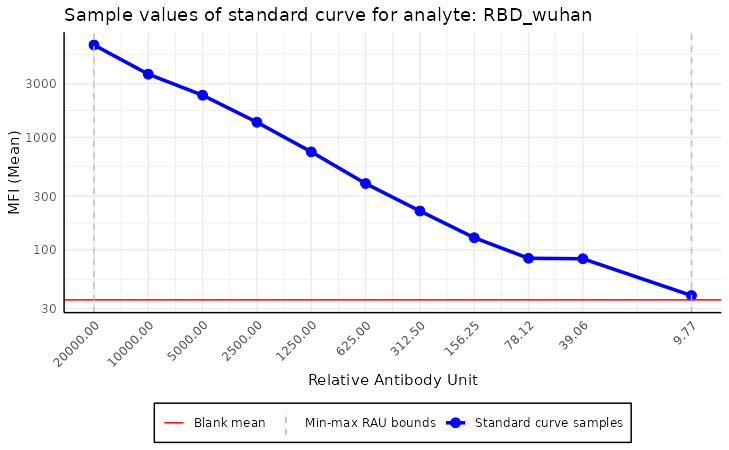 Sample values of standard curve for analyte: RBD_wuhan
MFI (Mean)
3000
1000
300
100
30
20000.00
10000.00
5000.00
2500.00
1250.00
625.00
312.50
156.25
78.12
39.06
9.77
Relative Antibody Unit
Blank mean
Min-max RAU bounds
Standard curve samples